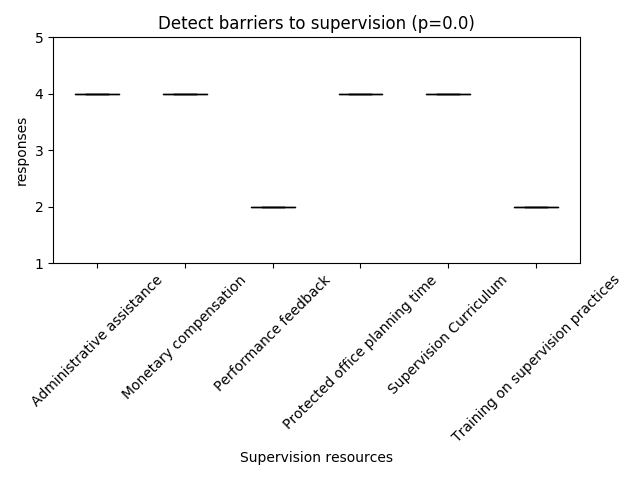 Detect barriers to supervision (p=0.0)
responses
5
4
3
2
1
Administrative assistance
Monetary compensation
Performance feedback
Protected office planning time
Supervision Curriculum
Training on supervision practices
Supervision resources